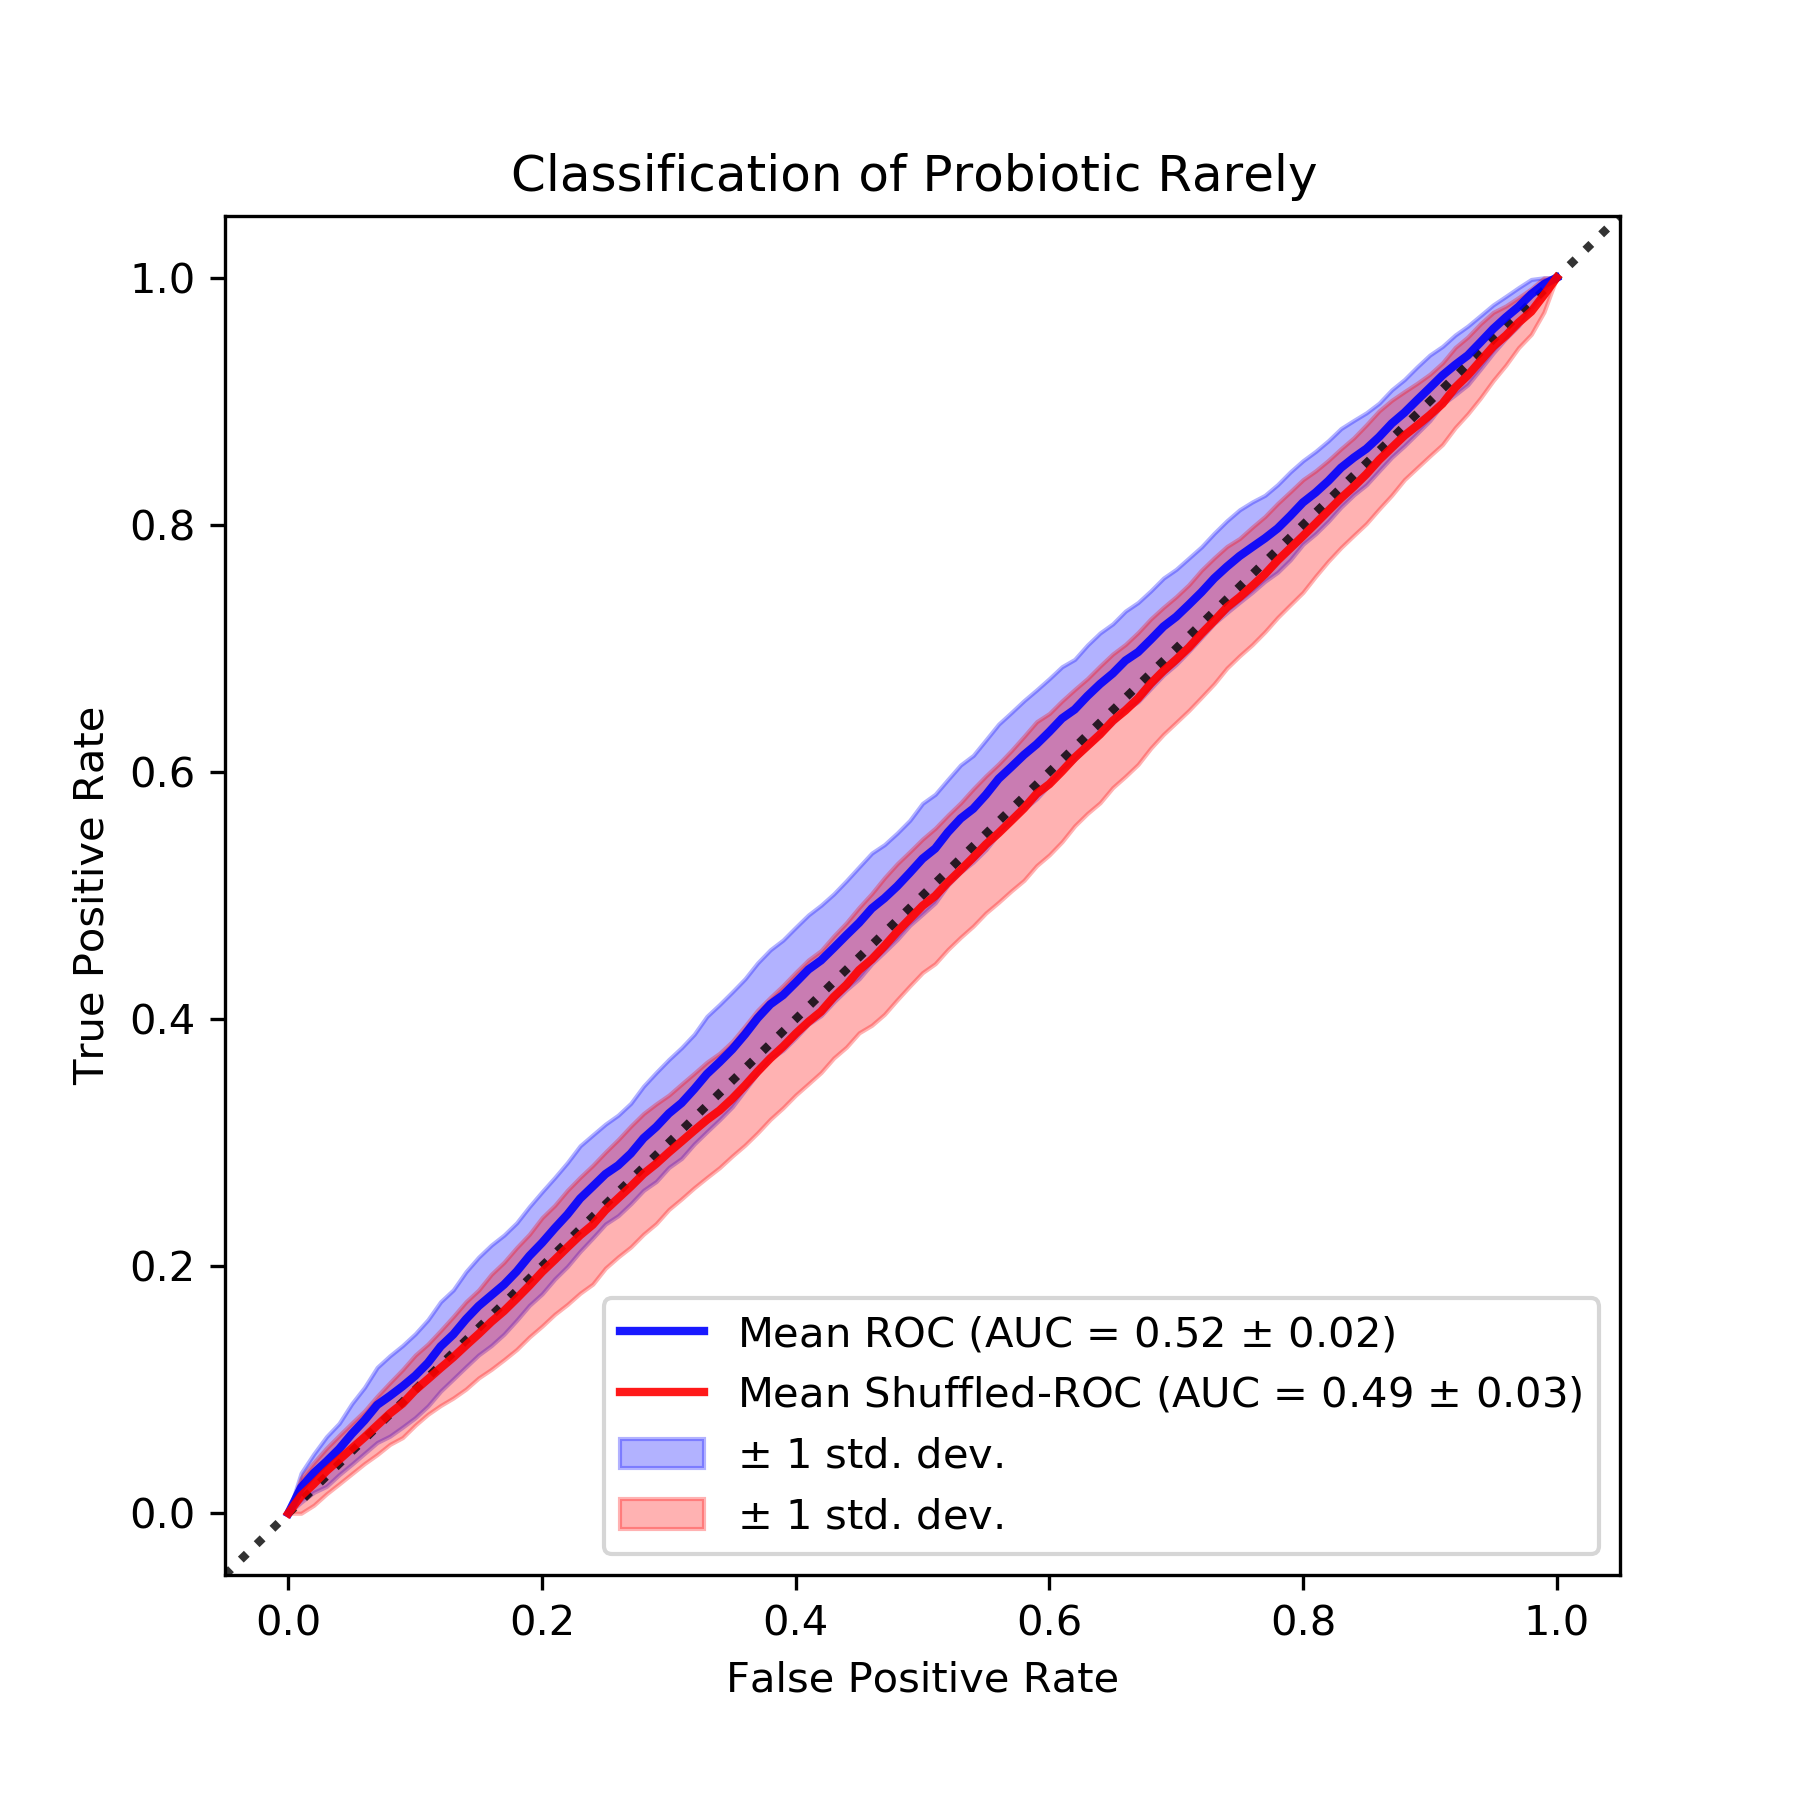 Classification of Probiotic Rarely
1.0
0.8
0.6
0.4
0.2
0.0
True Positive Rate
Mean ROC (AUC = 0.52 ± 0.02)
Mean Shuffled-ROC (AUC = 0.49 ± 0.03)
± 1 std. dev.
± 1 std. dev.
0.0 0.2 0.4 0.6 0.8 1.0
False Positive Rate